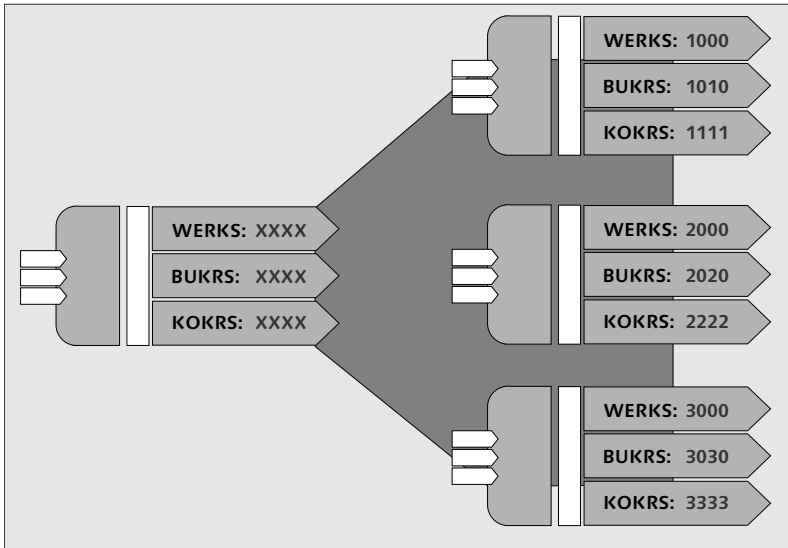 WERKS: XXXX
BUKRS: XXXX
KOKRS: XXXX
WERKS: 1000
BUKRS: 1010
KOKRS: 1111
WERKS: 2000
BUKRS: 2020
KOKRS: 2222
WERKS: 3000
BUKRS: 3030
KOKRS: 3333